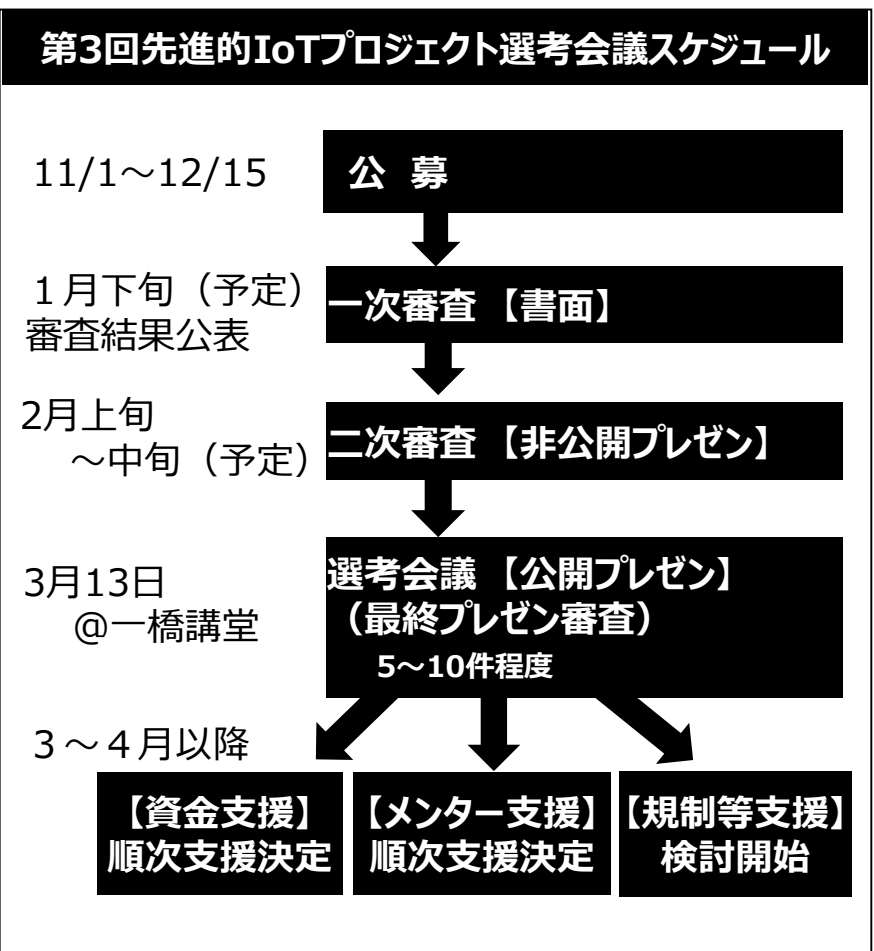 第3回先進的IoTプロジェクト選考会議スケジュール
11/1～12/15
公 募
１月下旬（予定）
審査結果公表
一次審査 【書面】
2月上旬
～中旬（予定）
二次審査 【非公開プレゼン】
3月13日
@一橋講堂
選考会議 【公開プレゼン】
（最終プレゼン審査）
5～10件程度
３～４月以降
【資金支援】
順次支援決定
【メンター支援】
順次支援決定
【規制等支援】
検討開始